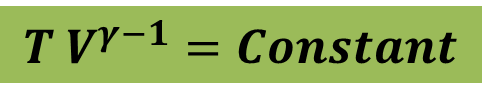 T V^{γ−1} = Constant